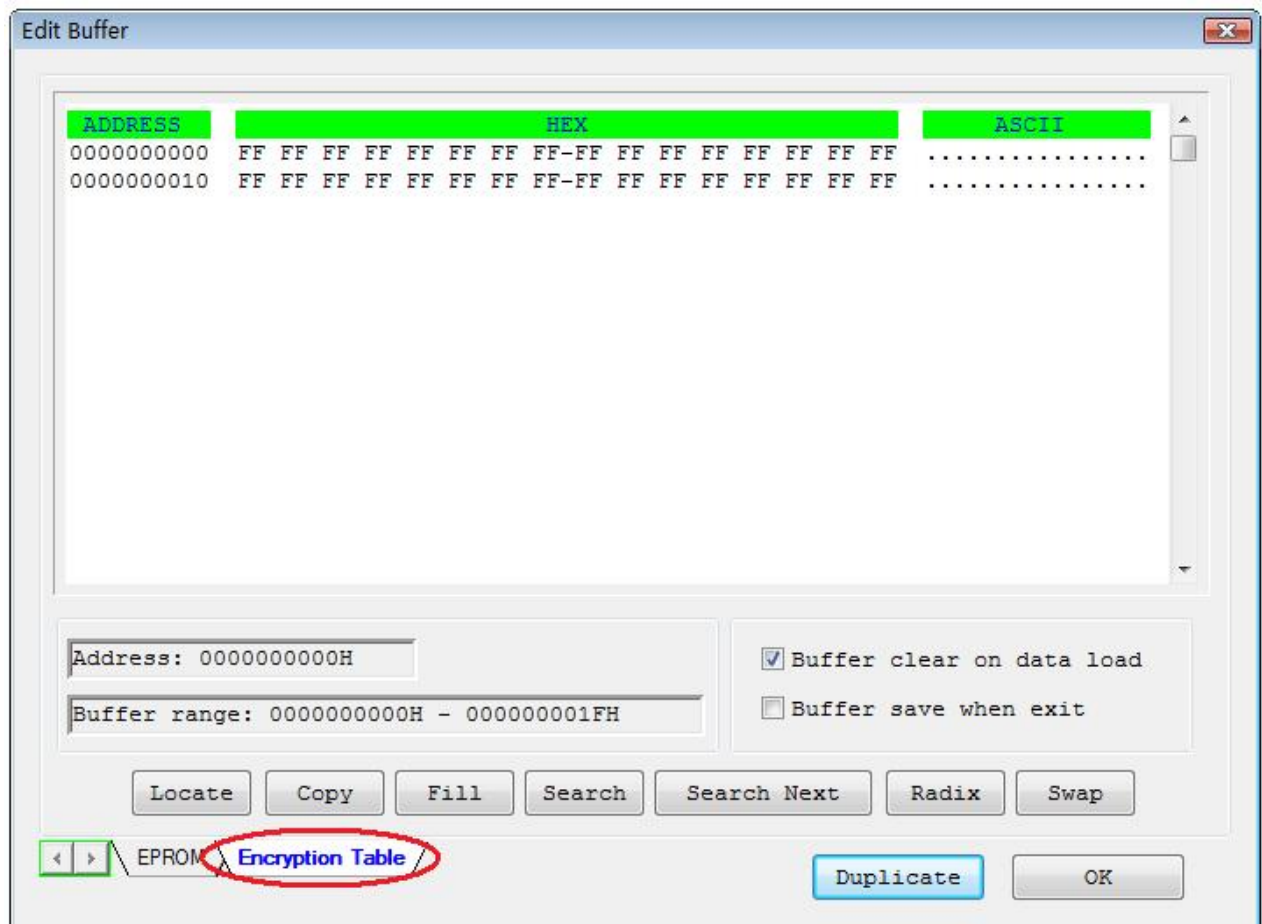 Edit Buffer
ADDRESS HEX ASCII
0000000000 FF FF FF FF FF FF FF FF-FF FF FF FF FF FF FF FF ................
0000000010 FF FF FF FF FF FF FF FF-FF FF FF FF FF FF FF FF ................
Address: 0000000000H
Buffer range: 0000000000H - 000000001FH
Buffer clear on data load
Buffer save when exit
Locate Copy Fill Search Search Next Radix Swap
EPROM Encryption Table
Duplicate OK